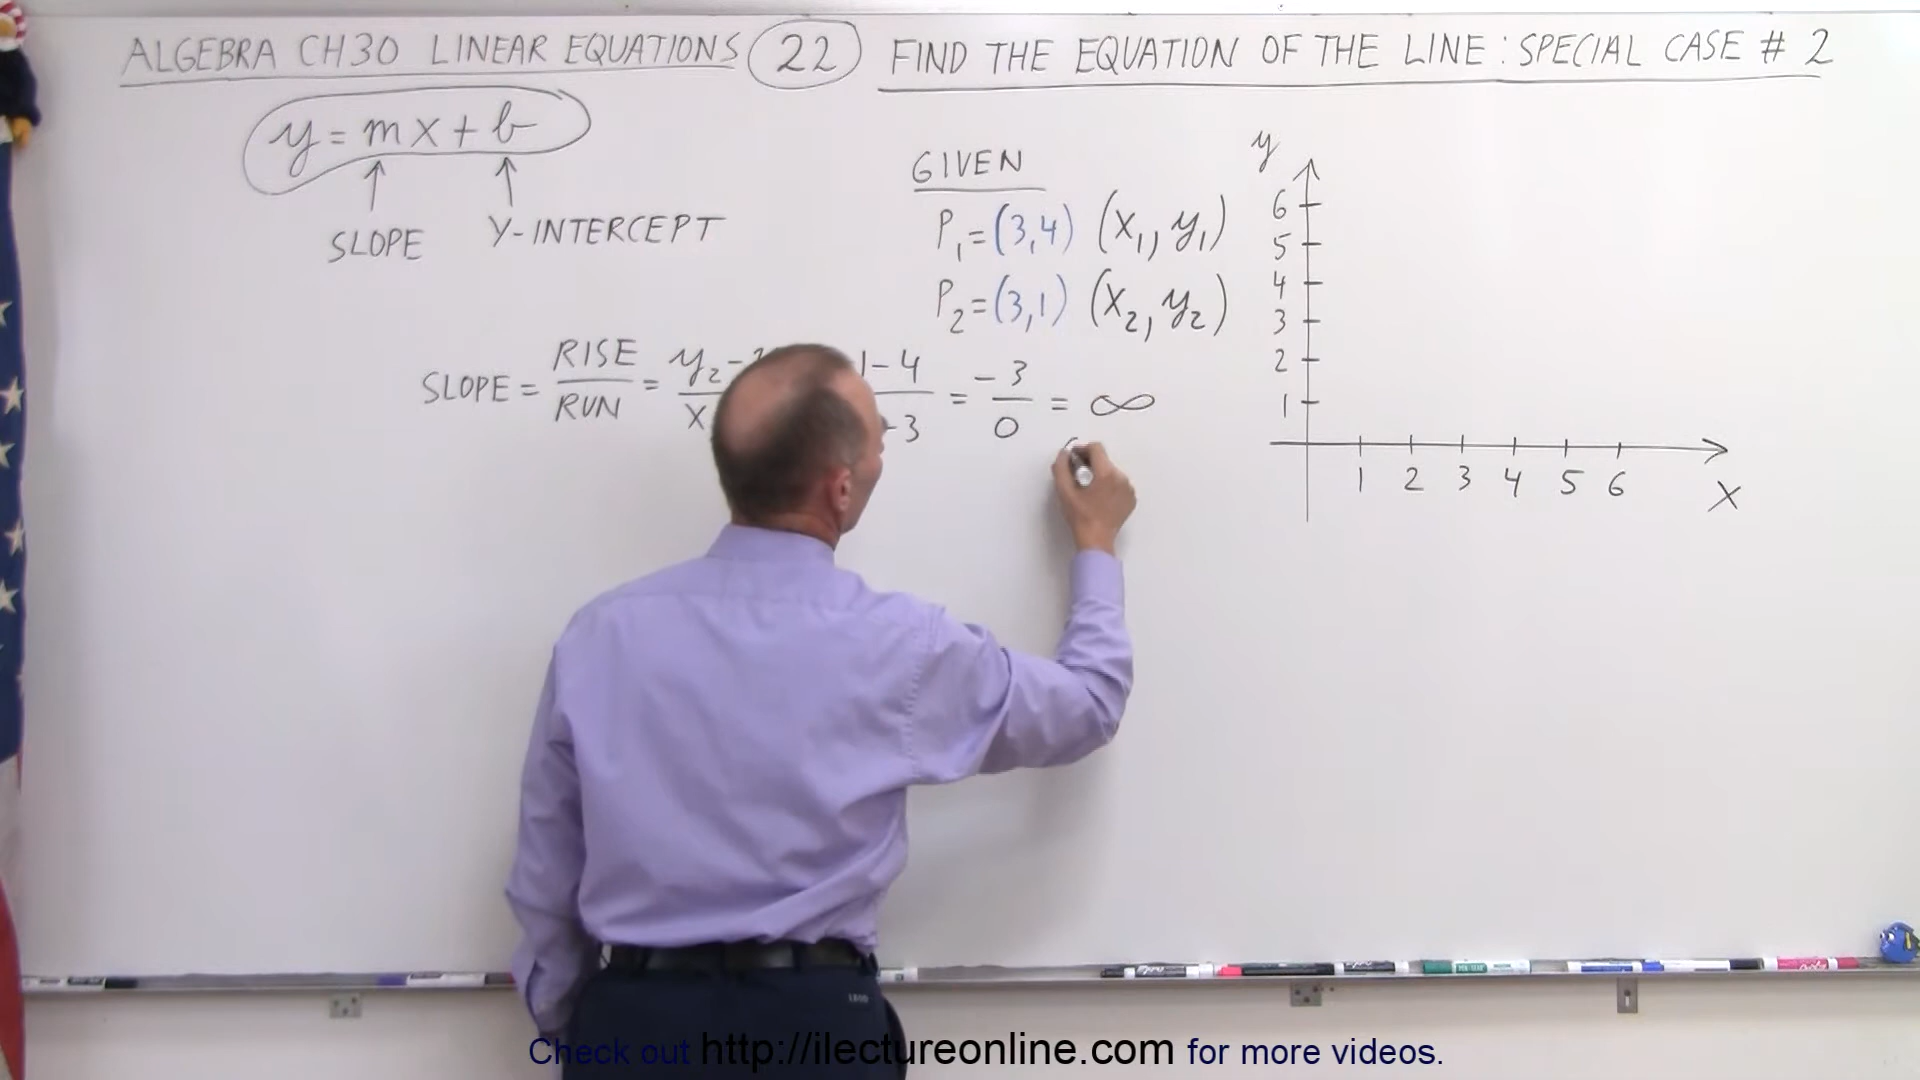 ALGEBRA CH30 LINEAR EQUATIONS 22 FIND THE EQUATION OF THE LINE: SPECIAL CASE # 2
y = mx + b
SLOPE
Y-INTERCEPT
GIVEN
P₁ = (3,4) (x₁, y₁)
P₂ = (3,1) (x₂, y₂)
SLOPE = RISE/RUN = y₂ - 1 - 4 = -3/0 = ∞
x - 3
y
6
5
4
3
2
1
1 2 3 4 5 6
x
Check out http://ilectureonline.com for more videos.